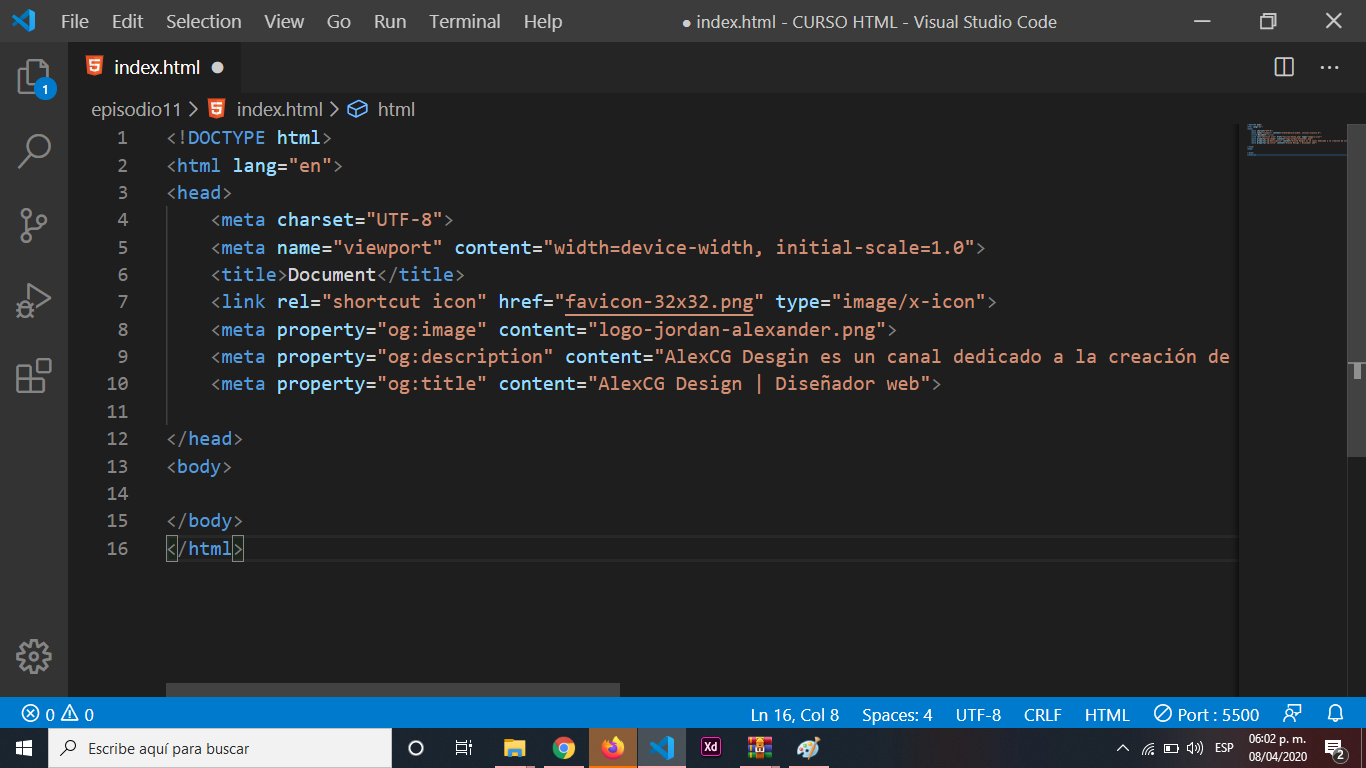 File Edit Selection View Go Run Terminal Help ● index.html - CURSO HTML - Visual Studio Code
index.html
1
episodio11 > index.html > html
1 <!DOCTYPE html>
2 <html lang="en">
3 <head>
4 <meta charset="UTF-8">
5 <meta name="viewport" content="width=device-width, initial-scale=1.0">
6 <title>Document</title>
7 <link rel="shortcut icon" href="favicon-32x32.png" type="image/x-icon">
8 <meta property="og:image" content="logo-jordan-alexander.png">
9 <meta property="og:description" content="AlexCG Desgin es un canal dedicado a la creación de
10 <meta property="og:title" content="AlexCG Design | Diseñador web">
11
12 </head>
13 <body>
14
15 </body>
16 </html>
0 0 Ln 16, Col 8 Spaces: 4 UTF-8 CRLF HTML Port : 5500
Escribe aquí para buscar Xd ESP 06:02 p. m.
08/04/2020 2